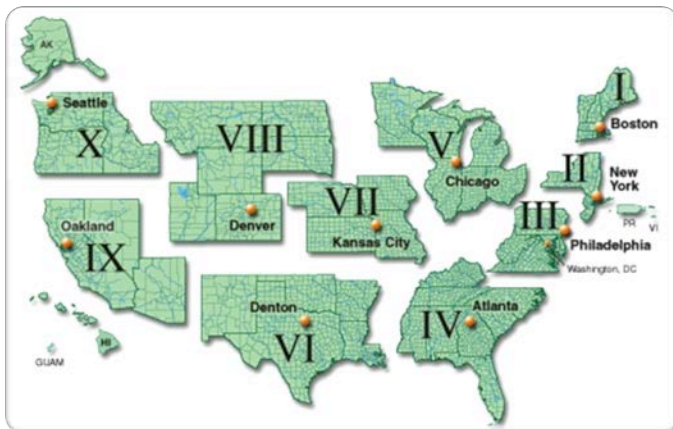 AK
Seattle
X
VIII
V
Chicago
I
Boston
II
New
York
III
PR
VI
Philadelphia
Washington, DC
VII
Kansas City
Denver
Oakland
IX
Denton
VI
IV
Atlanta
HI
GUAM